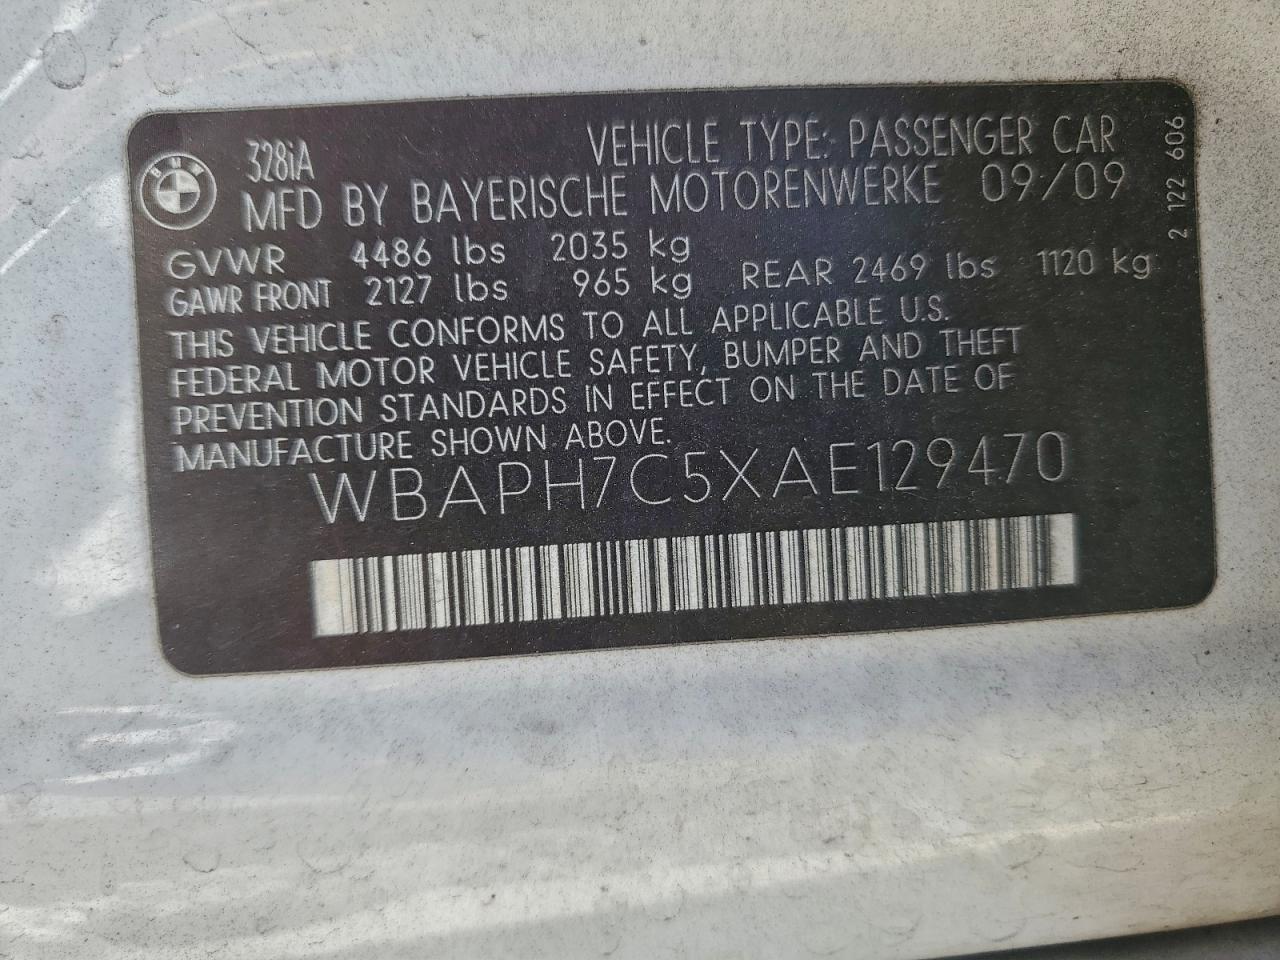 BMW
328iA
VEHICLE TYPE: PASSENGER CAR
MFD BY BAYERISCHE MOTORENWERKE 09/09
GVWR 4486 lbs 2035 kg
GAWR FRONT 2127 lbs 965 kg REAR 2469 lbs 1120 kg
THIS VEHICLE CONFORMS TO ALL APPLICABLE U.S.
FEDERAL MOTOR VEHICLE SAFETY, BUMPER AND THEFT
PREVENTION STANDARDS IN EFFECT ON THE DATE OF
MANUFACTURE SHOWN ABOVE.
WBAPH7C5XAE129470
2 122 606